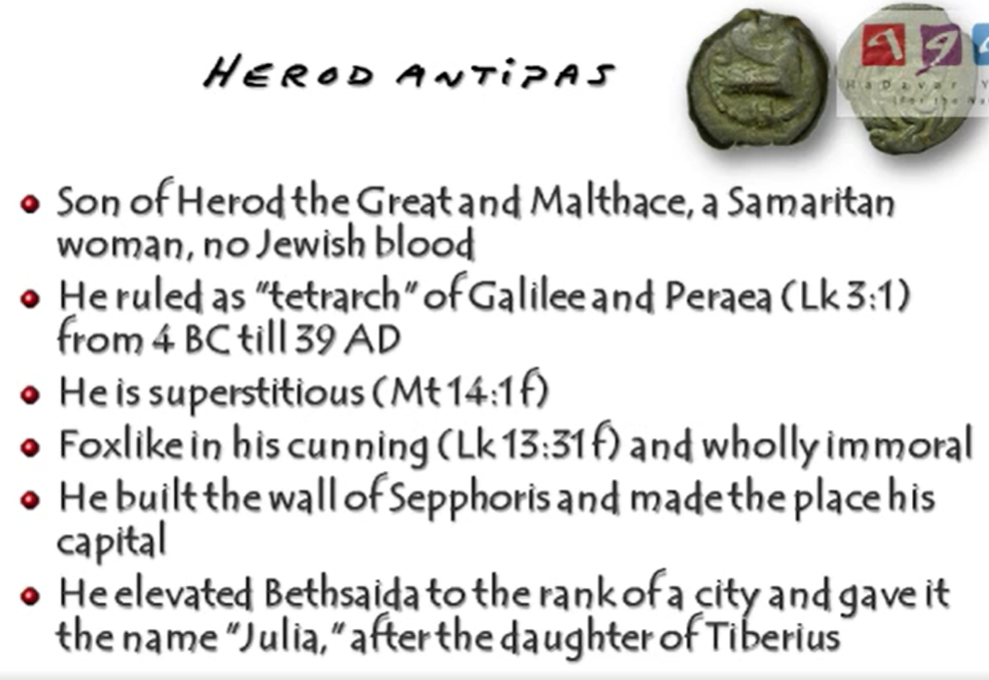 HEROD ANTIPAS
Son of Herod the Great and Malthace, a Samaritan
woman, no Jewish blood
He ruled as "tetrarch" of Galilee and Peraea (Lk 3:1)
from 4 BC till 39 AD
He is superstitious (Mt 14:1f)
Foxlike in his cunning (Lk 13:31f) and wholly immoral
He built the wall of Sepphoris and made the place his
capital
He elevated Bethsaida to the rank of a city and gave it
the name "Julia," after the daughter of Tiberius
HaDavar Y
(For the Na